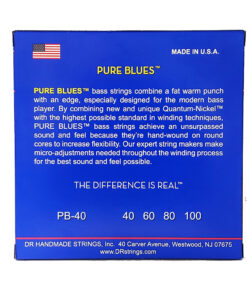 MADE IN U.S.A.
PURE BLUES™
PURE BLUES™ bass strings combine a fat warm punch
with an edge, especially designed for the modern bass
player. By combining new and unique Quantum-Nickel™
with the highest possible standard in winding techniques,
PURE BLUES™ bass strings achieve an unsurpassed
sound and feel because they're hand-wound on round
cores to increase flexibility. Our expert string makers make
micro-adjustments needed throughout the winding process
for the best sound and feel possible.
THE DIFFERENCE IS REAL™
PB-40 40 60 80 100
DR HANDMADE STRINGS, Inc. 40 Carver Avenue, Westwood, NJ 07675
www.DRstrings.com